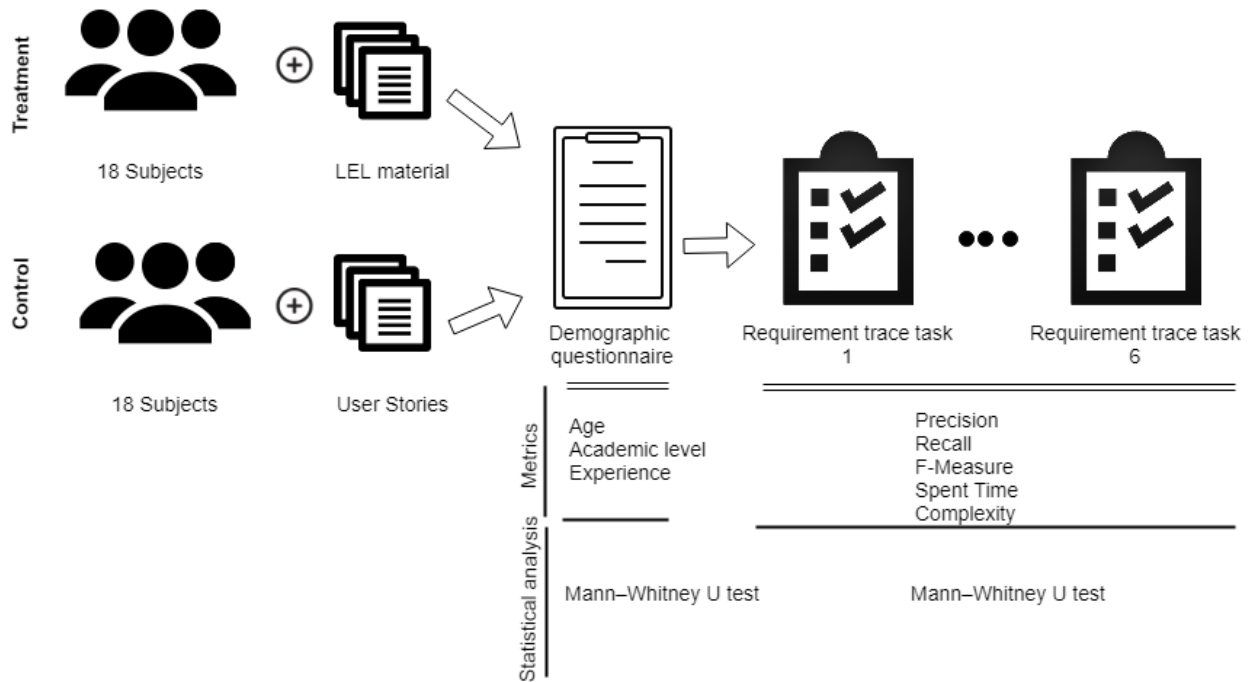 Treatment
18 Subjects
LEL material
Control
18 Subjects
User Stories
Demographic
questionnaire
Requirement trace task
1
Requirement trace task
6
Metrics
Age
Academic level
Experience
Precision
Recall
F-Measure
Spent Time
Complexity
Statistical analysis
Mann–Whitney U test
Mann–Whitney U test